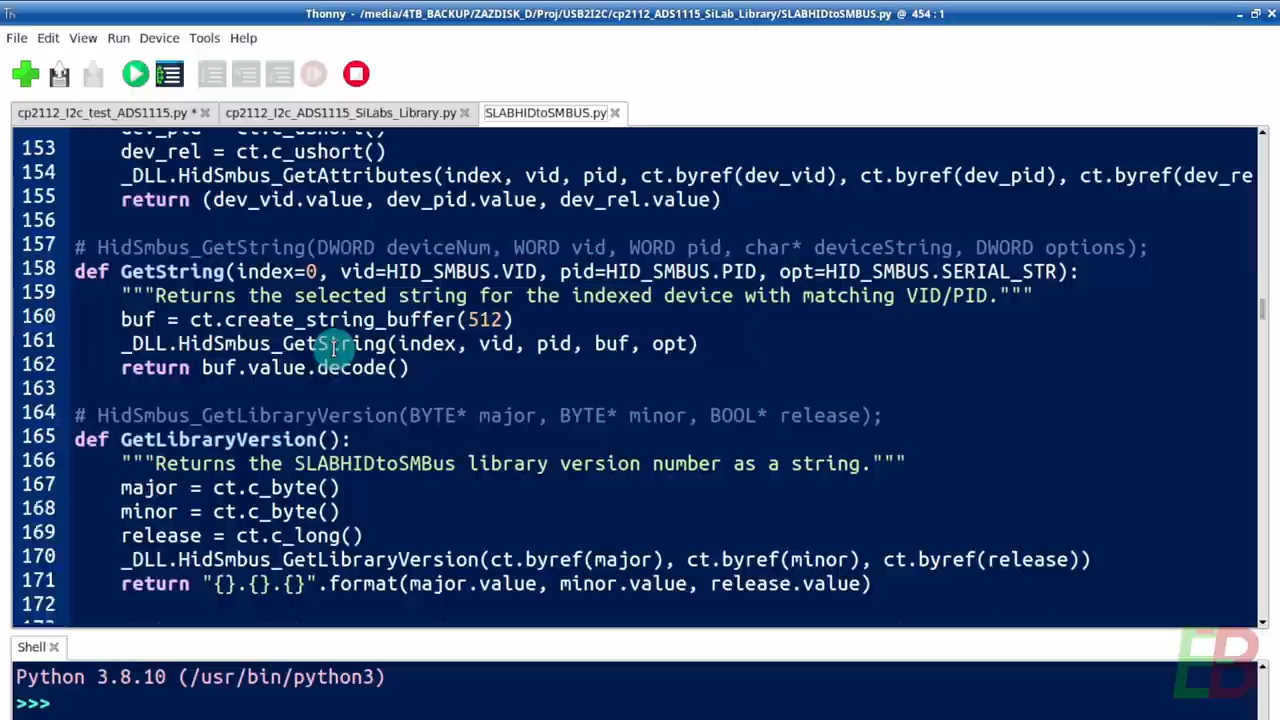 Thonny - /media/4TB_BACKUP/ZAZDISK_D/Proj/USB2I2C/cp2112_ADS1115_SiLab_Library/SLABHIDtoSMBUS.py @ 454 : 1
File Edit View Run Device Tools Help
cp2112_I2c_test_ADS1115.py * cp2112_I2c_ADS1115_SiLabs_Library.py SLABHIDtoSMBUS.py
dev_pid = ct.c_ushort()
153 dev_rel = ct.c_ushort()
154 _DLL.HidSmbus_GetAttributes(index, vid, pid, ct.byref(dev_vid), ct.byref(dev_pid), ct.byref(dev_re
155 return (dev_vid.value, dev_pid.value, dev_rel.value)
156
157 # HidSmbus_GetString(DWORD deviceNum, WORD vid, WORD pid, char* deviceString, DWORD options);
158 def GetString(index=0, vid=HID_SMBUS.VID, pid=HID_SMBUS.PID, opt=HID_SMBUS.SERIAL_STR):
159 """Returns the selected string for the indexed device with matching VID/PID."""
160 buf = ct.create_string_buffer(512)
161 _DLL.HidSmbus_GetString(index, vid, pid, buf, opt)
162 return buf.value.decode()
163
164 # HidSmbus_GetLibraryVersion(BYTE* major, BYTE* minor, BOOL* release);
165 def GetLibraryVersion():
166 """Returns the SLABHIDtoSMBus library version number as a string."""
167 major = ct.c_byte()
168 minor = ct.c_byte()
169 release = ct.c_long()
170 _DLL.HidSmbus_GetLibraryVersion(ct.byref(major), ct.byref(minor), ct.byref(release))
171 return "{}.{}.{}".format(major.value, minor.value, release.value)
172
Shell
Python 3.8.10 (/usr/bin/python3)
>>>
EB